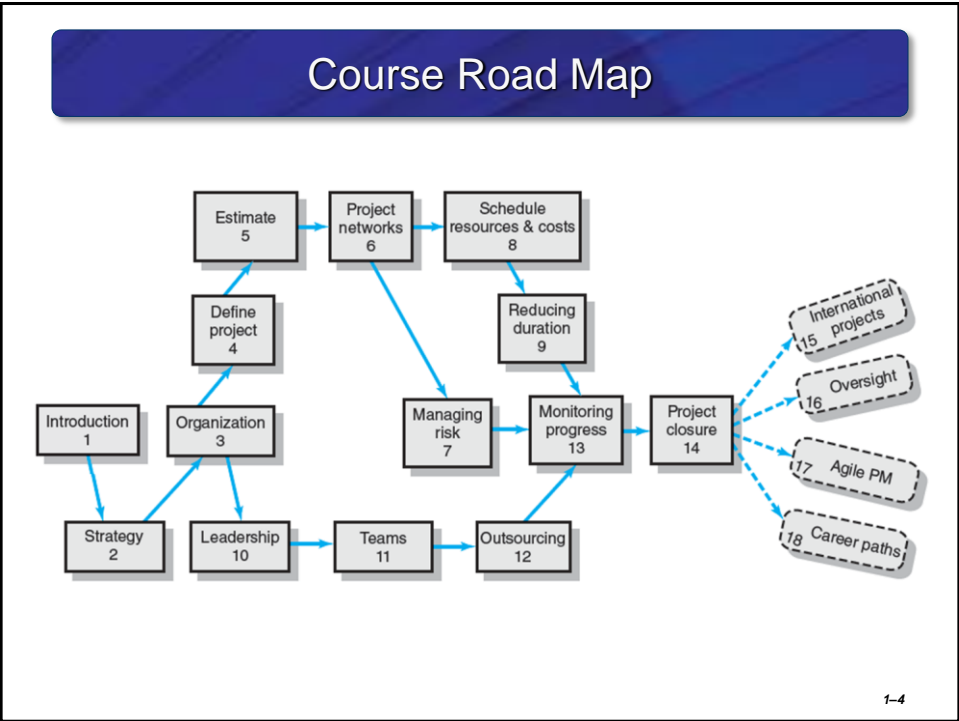 Course Road Map
Estimate
5
Project
networks
6
Schedule
resources & costs
8
Define
project
4
Reducing
duration
9
International
projects
15
Oversight
16
Introduction
1
Organization
3
Managing
risk
7
Monitoring
progress
13
Project
closure
14
Agile PM
17
Strategy
2
Leadership
10
Teams
11
Outsourcing
12
Career paths
18
1–4